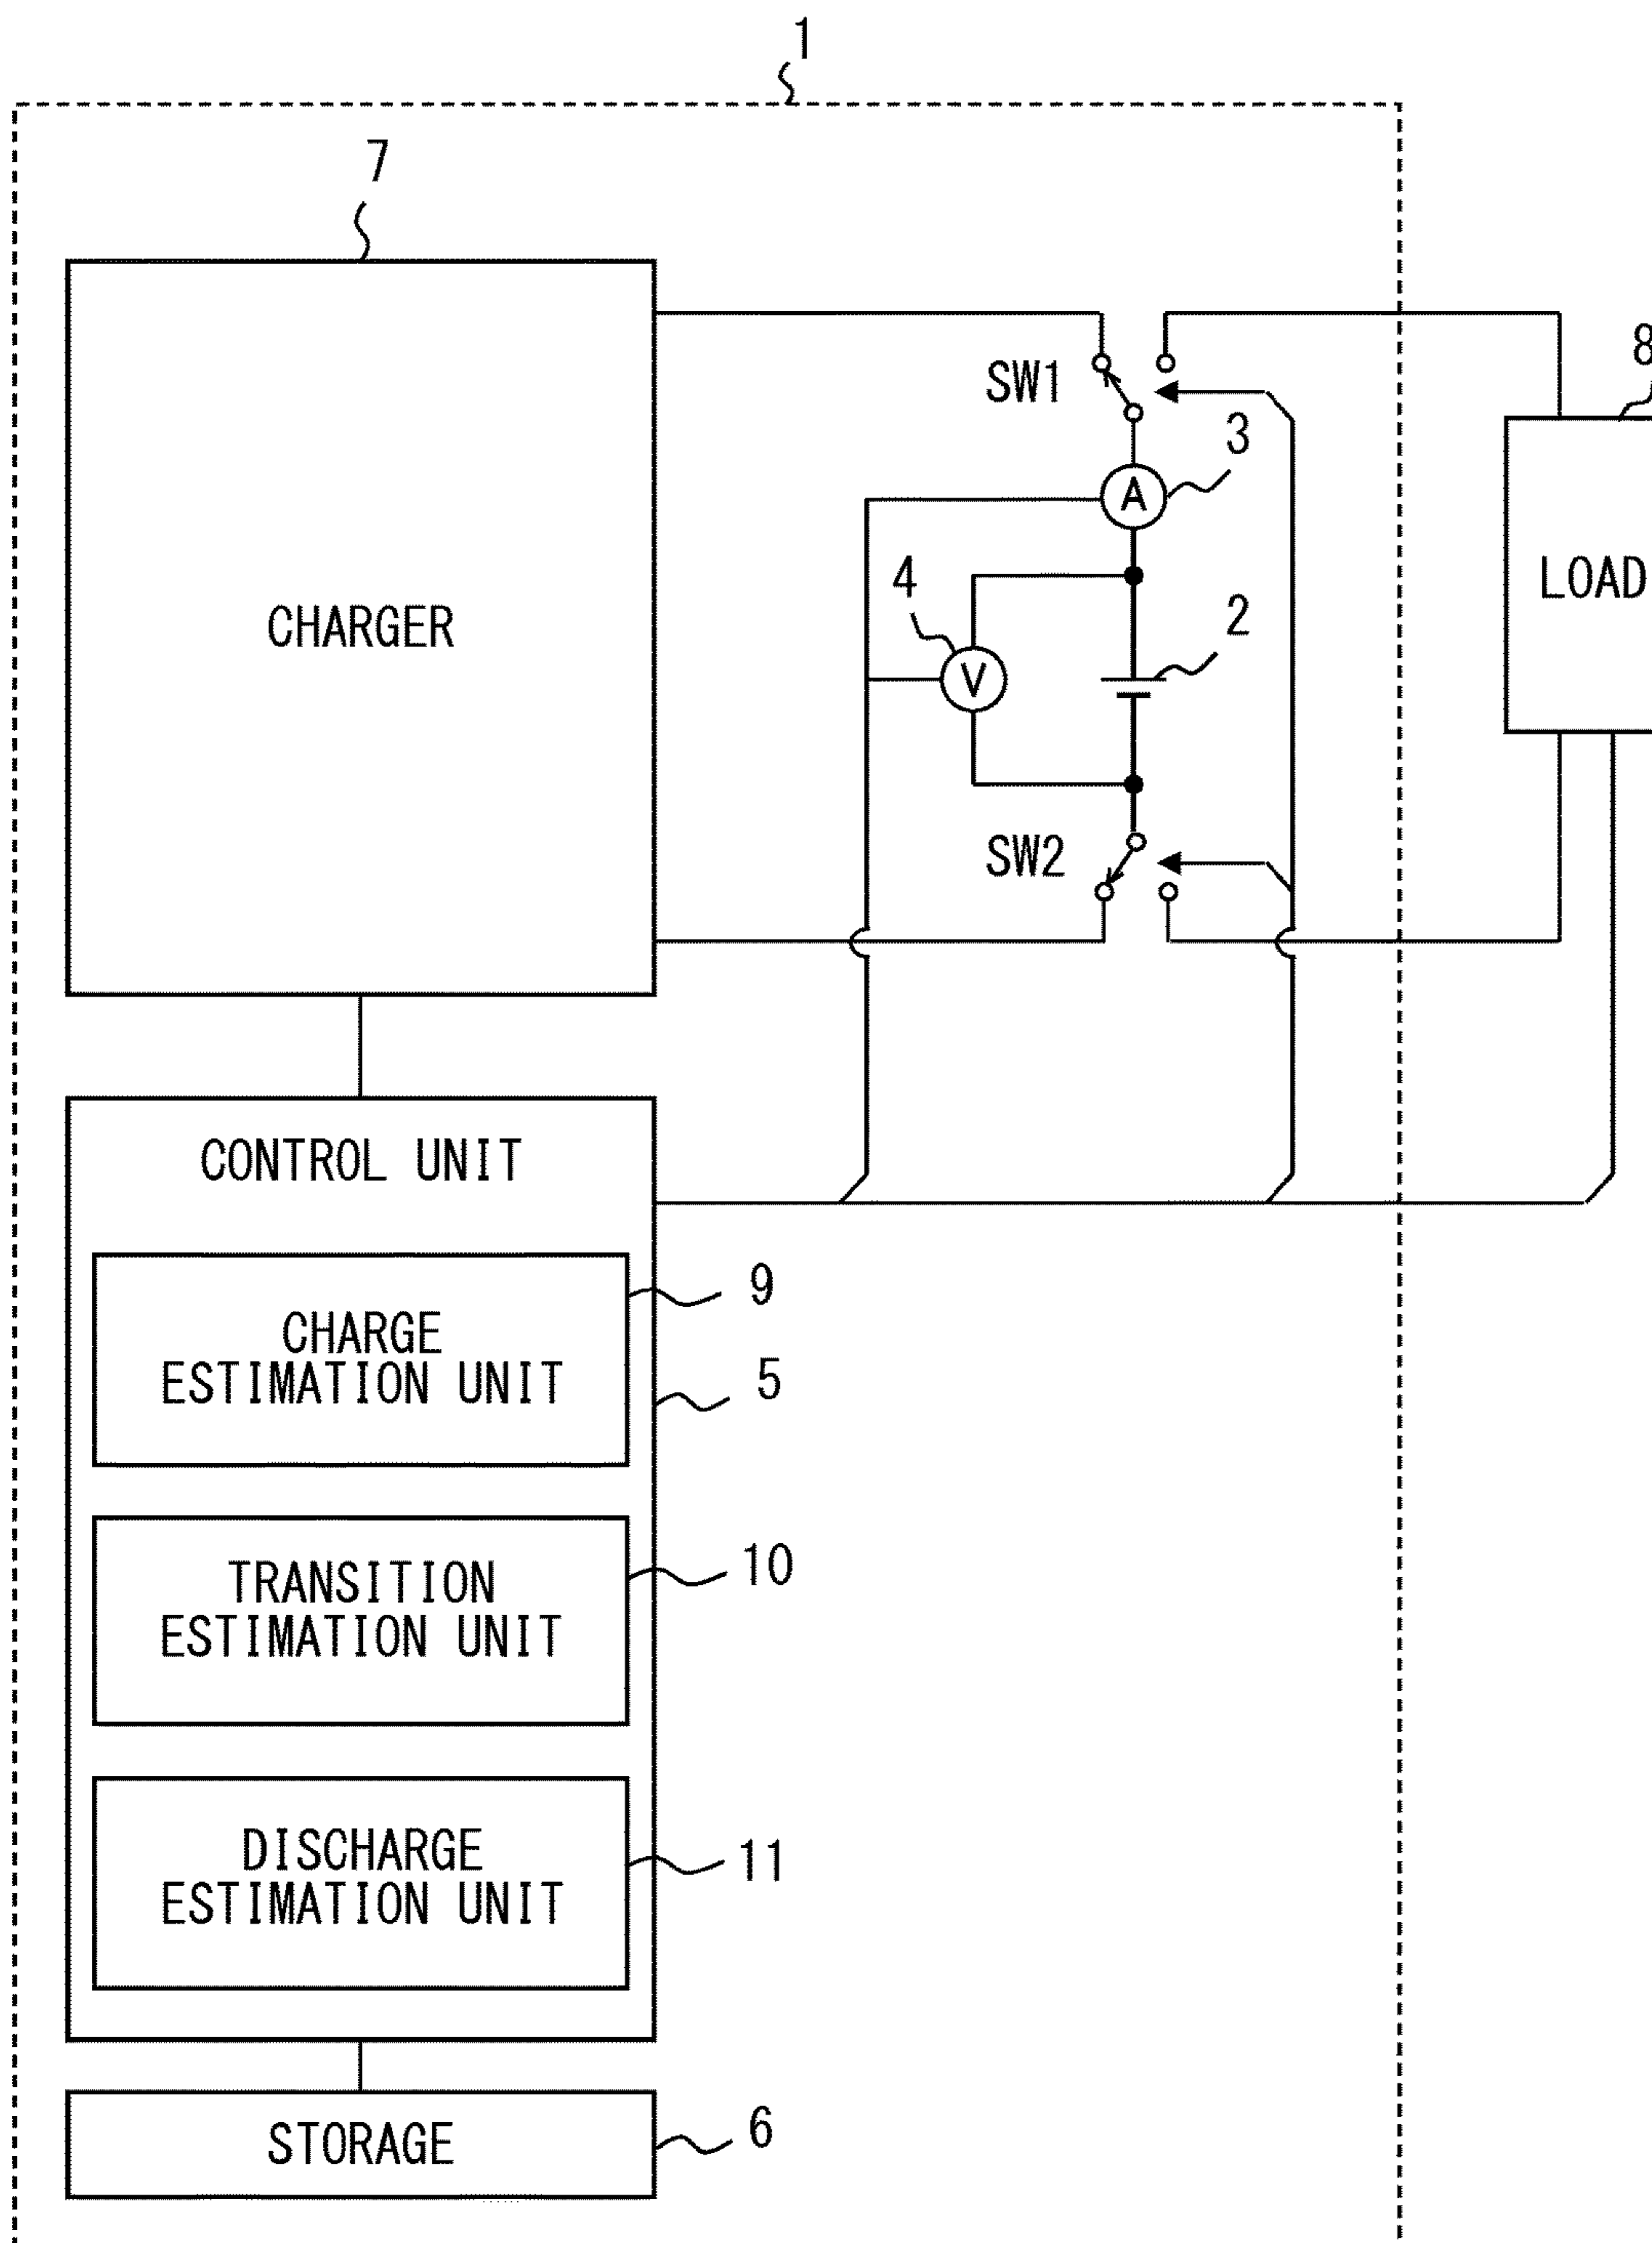 1
7
CHARGER
SW1
3
A
8
LOAD
4
V
2
SW2
CONTROL UNIT
9
CHARGE
ESTIMATION UNIT
5
TRANSITION
ESTIMATION UNIT
10
DISCHARGE
ESTIMATION UNIT
11
STORAGE
6